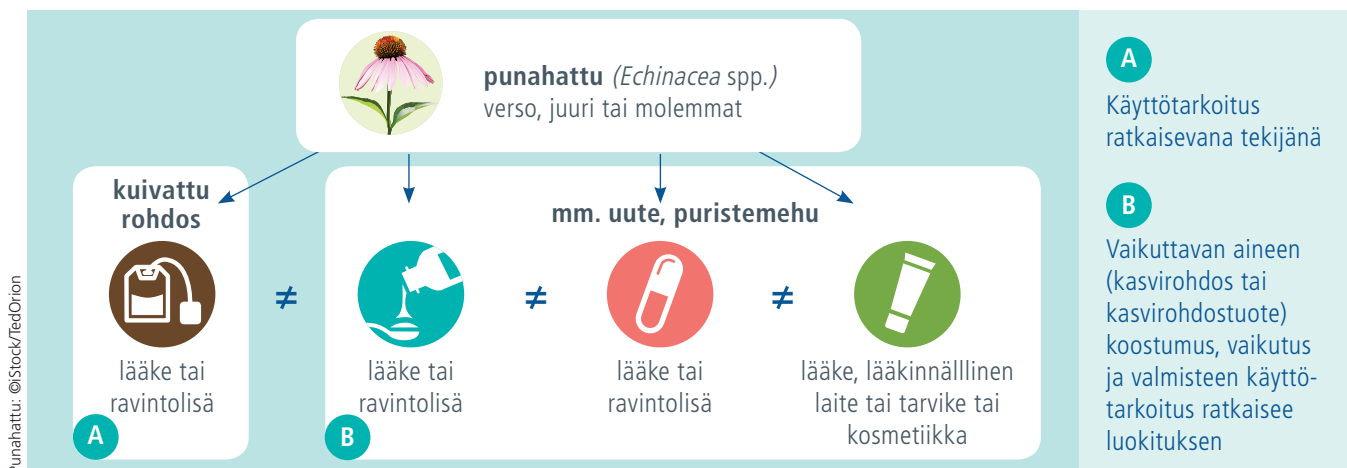 punahattu (Echinacea spp.)
verso, juuri tai molemmat
kuivattu
rohdos
mm. uute, puristemehu
≠
≠
≠
lääke tai
ravintolisä
lääke tai
ravintolisä
lääke tai
ravintolisä
lääke, lääkinnälllinen
laite tai tarvike tai
kosmetiikka
A
B
A
Käyttötarkoitus
ratkaisevana tekijänä
B
Vaikuttavan aineen
(kasvirohdos tai
kasvirohdostuote)
koostumus, vaikutus
ja valmisteen käyttö-
tarkoitus ratkaisee
luokituksen
Punahattu: ©iStock/TedOrion